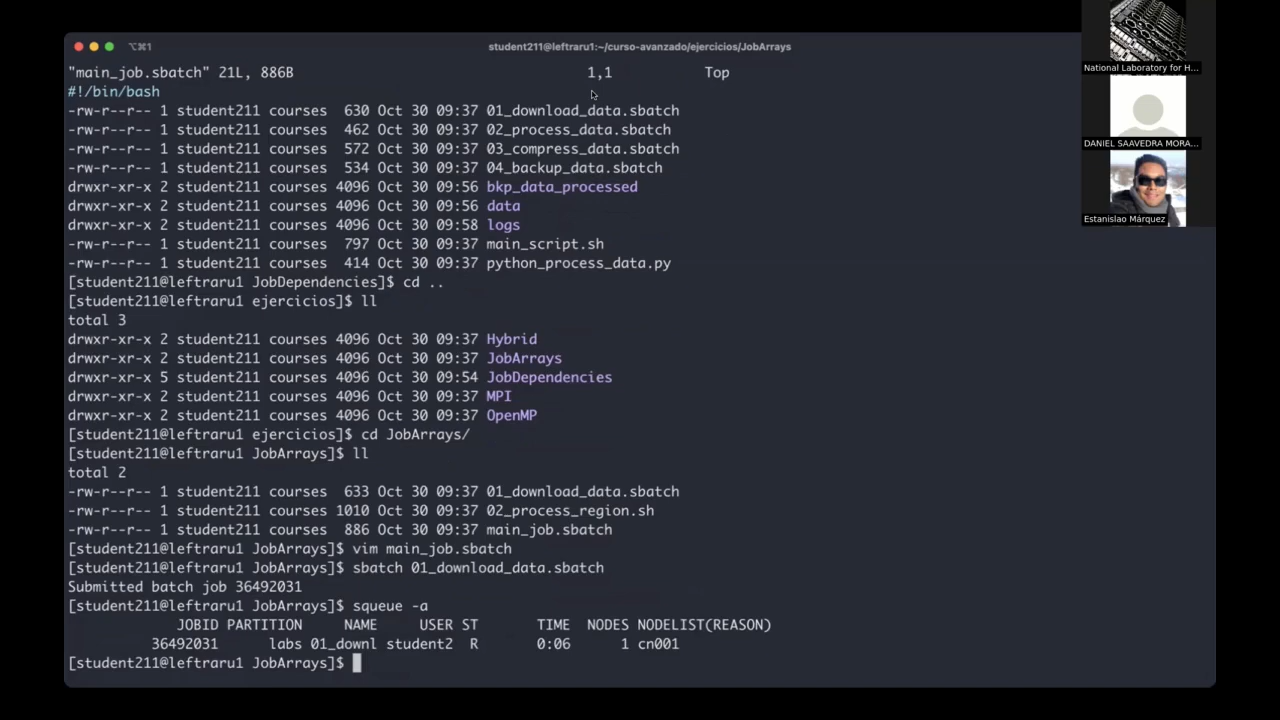 ⌥⌘1
student211@leftraru1:~/curso-avanzado/ejercicios/JobArrays
"main_job.sbatch" 21L, 886B 1,1 Top
#!/bin/bash
-rw-r--r-- 1 student211 courses 630 Oct 30 09:37 01_download_data.sbatch
-rw-r--r-- 1 student211 courses 462 Oct 30 09:37 02_process_data.sbatch
-rw-r--r-- 1 student211 courses 572 Oct 30 09:37 03_compress_data.sbatch
-rw-r--r-- 1 student211 courses 534 Oct 30 09:37 04_backup_data.sbatch
drwxr-xr-x 2 student211 courses 4096 Oct 30 09:56 bkp_data_processed
drwxr-xr-x 2 student211 courses 4096 Oct 30 09:56 data
drwxr-xr-x 2 student211 courses 4096 Oct 30 09:58 logs
-rw-r--r-- 1 student211 courses 797 Oct 30 09:37 main_script.sh
-rw-r--r-- 1 student211 courses 414 Oct 30 09:37 python_process_data.py
[student211@leftraru1 JobDependencies]$ cd ..
[student211@leftraru1 ejercicios]$ ll
total 3
drwxr-xr-x 2 student211 courses 4096 Oct 30 09:37 Hybrid
drwxr-xr-x 2 student211 courses 4096 Oct 30 09:37 JobArrays
drwxr-xr-x 5 student211 courses 4096 Oct 30 09:54 JobDependencies
drwxr-xr-x 2 student211 courses 4096 Oct 30 09:37 MPI
drwxr-xr-x 2 student211 courses 4096 Oct 30 09:37 OpenMP
[student211@leftraru1 ejercicios]$ cd JobArrays/
[student211@leftraru1 JobArrays]$ ll
total 2
-rw-r--r-- 1 student211 courses 633 Oct 30 09:37 01_download_data.sbatch
-rw-r--r-- 1 student211 courses 1010 Oct 30 09:37 02_process_region.sh
-rw-r--r-- 1 student211 courses 886 Oct 30 09:37 main_job.sbatch
[student211@leftraru1 JobArrays]$ vim main_job.sbatch
[student211@leftraru1 JobArrays]$ sbatch 01_download_data.sbatch
Submitted batch job 36492031
[student211@leftraru1 JobArrays]$ squeue -a
JOBID PARTITION NAME USER ST TIME NODES NODELIST(REASON)
36492031 labs 01_downl student2 R 0:06 1 cn001
[student211@leftraru1 JobArrays]$
National Laboratory for H...
DANIEL SAAVEDRA MORA...
Estanislao Márquez